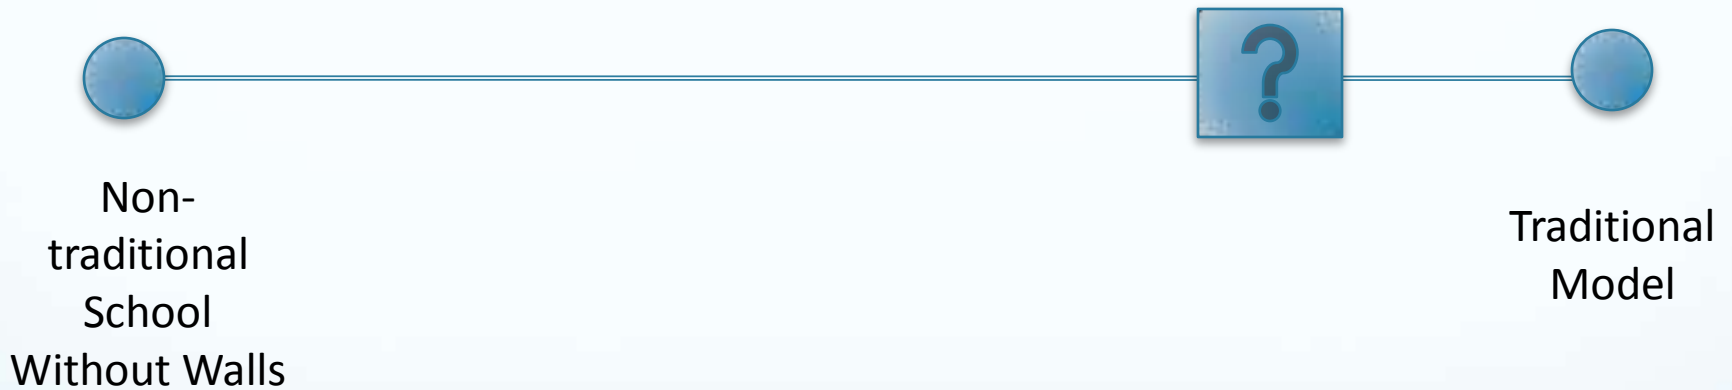 ?
Non-
traditional
School
Without Walls
Traditional
Model